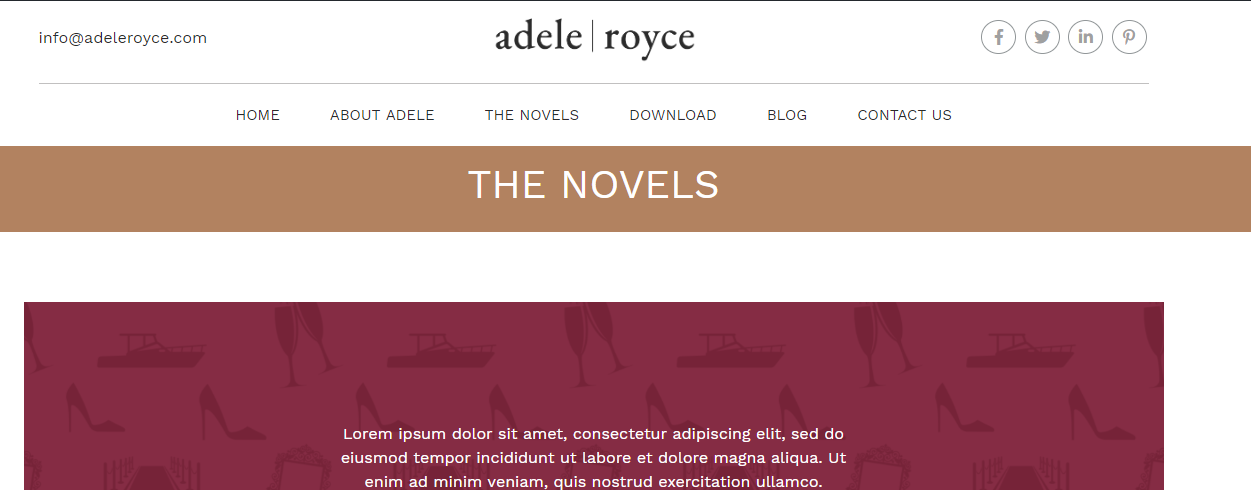 info@adeleroyce.com
adele | royce
HOME ABOUT ADELE THE NOVELS DOWNLOAD BLOG CONTACT US
THE NOVELS
Lorem ipsum dolor sit amet, consectetur adipiscing elit, sed do
eiusmod tempor incididunt ut labore et dolore magna aliqua. Ut
enim ad minim veniam, quis nostrud exercitation ullamco.